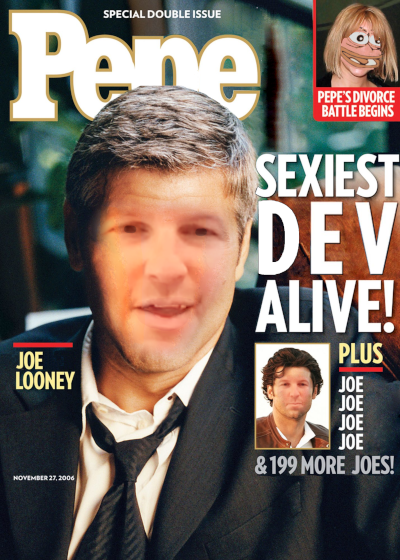 SPECIAL DOUBLE ISSUE
Pepe
PEPE'S DIVORCE
BATTLE BEGINS
SEXIEST
DEV
ALIVE!
JOE
LOONEY
PLUS
JOE
JOE
JOE
JOE
& 199 MORE JOES!
NOVEMBER 27, 2006